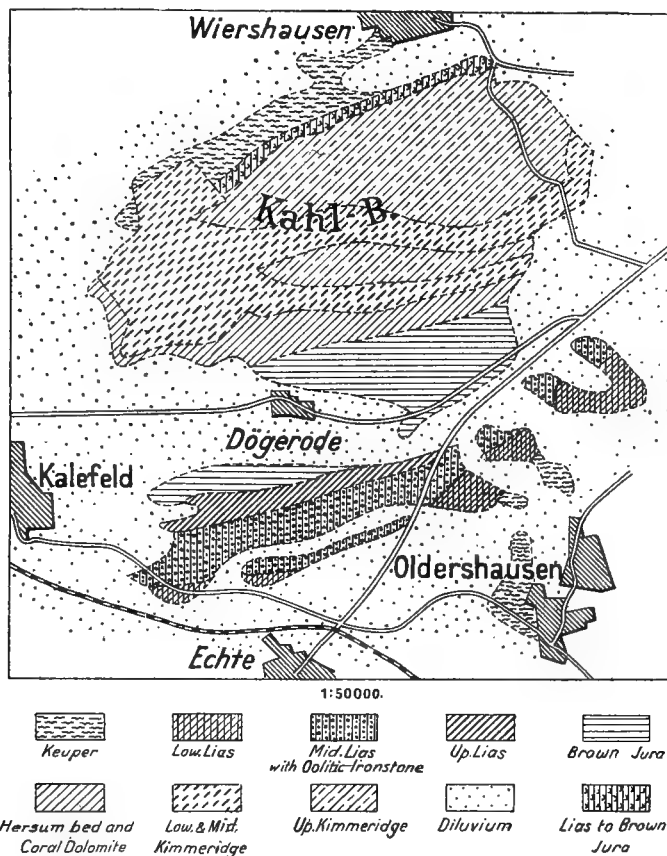 Wiershausen
Kahl-B.
Dögerode
Kalefeld
Oldershausen
Echte
1:50000.
Keuper
Low. Lias
Mid. Lias
with Oolitic-Ironstone
Up. Lias
Brown Jura
Hersum bed and
Coral Dolomite
Low. & Mid.
Kimmeridge
Up. Kimmeridge
Diluvium
Lias to Brown
Jura